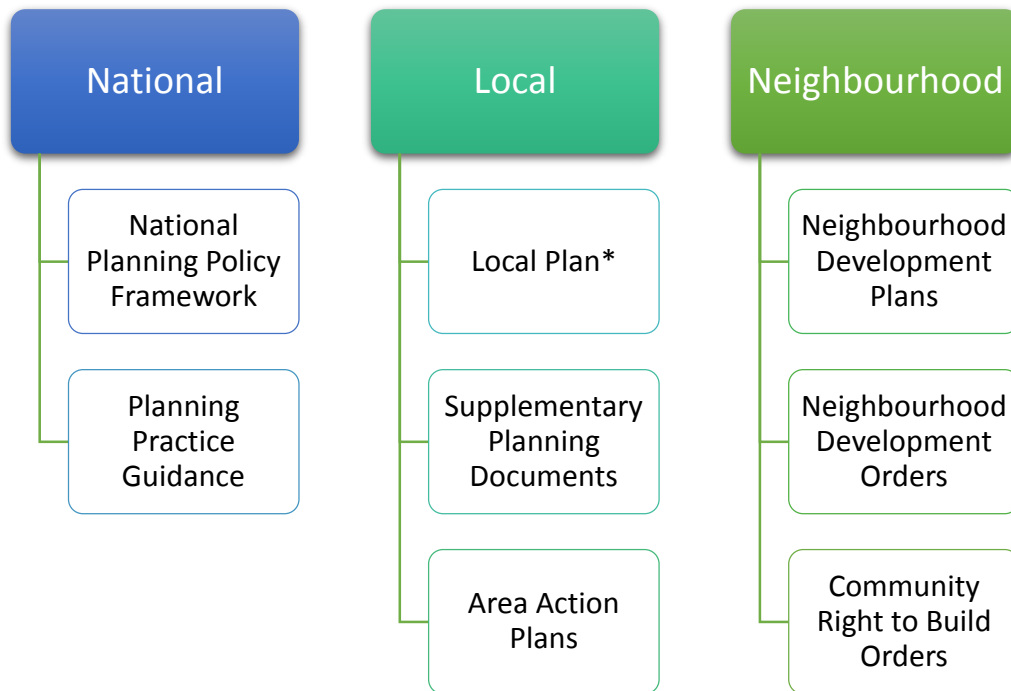 National
National
Planning Policy
Framework
Planning
Practice
Guidance
Local
Local Plan*
Supplementary
Planning
Documents
Area Action
Plans
Neighbourhood
Neighbourhood
Development
Plans
Neighbourhood
Development
Orders
Community
Right to Build
Orders